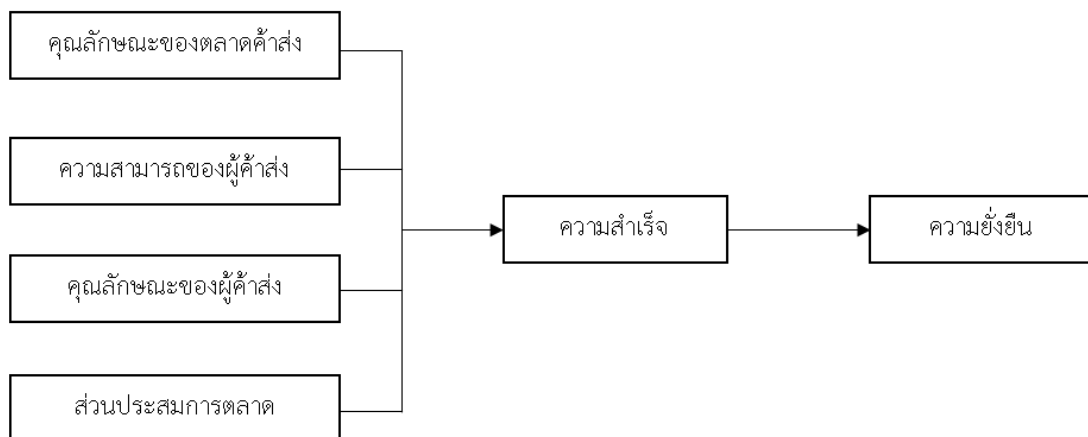 คุณลักษณะของตลาดค้าส่ง
ความสามารถของผู้ค้าส่ง
คุณลักษณะของผู้ค้าส่ง
ส่วนประสมการตลาด
ความสำเร็จ
ความยั่งยืน